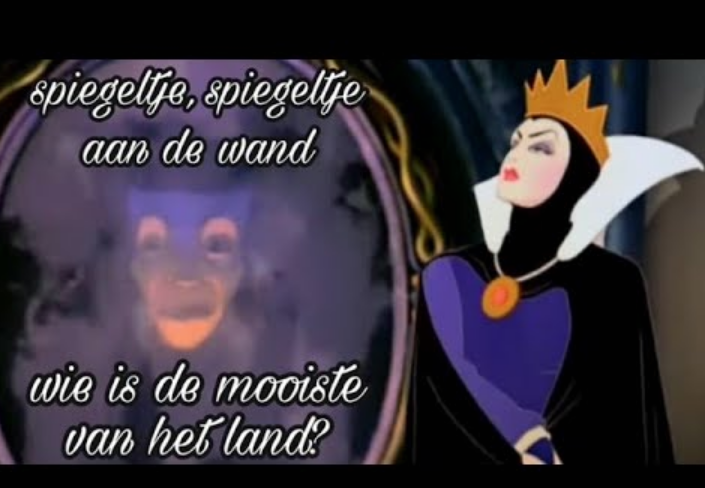 spiegeltje, spiegeltje
aan de wand
wie is de mooiste
van het land?